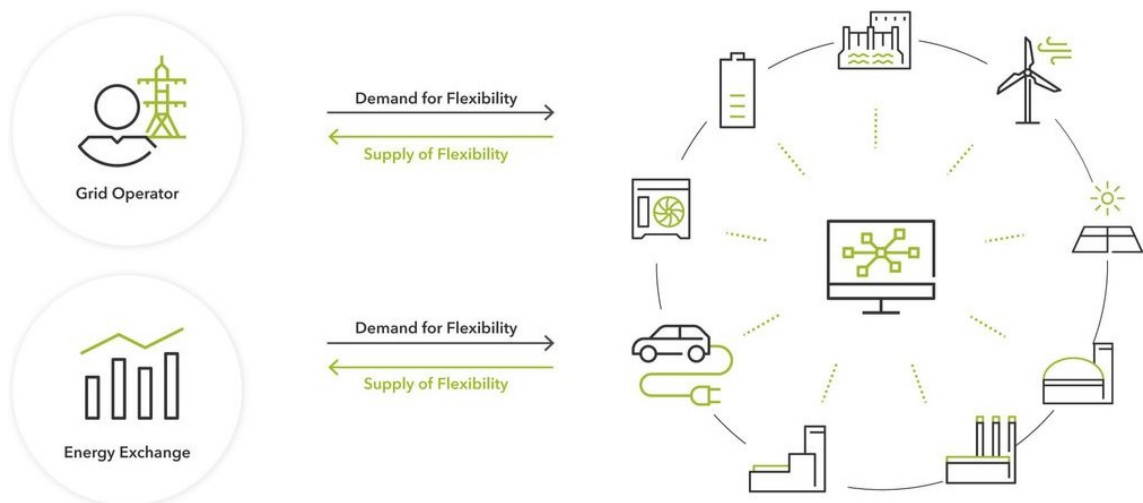 Demand for Flexibility
Supply of Flexibility
Grid Operator
Demand for Flexibility
Supply of Flexibility
Energy Exchange